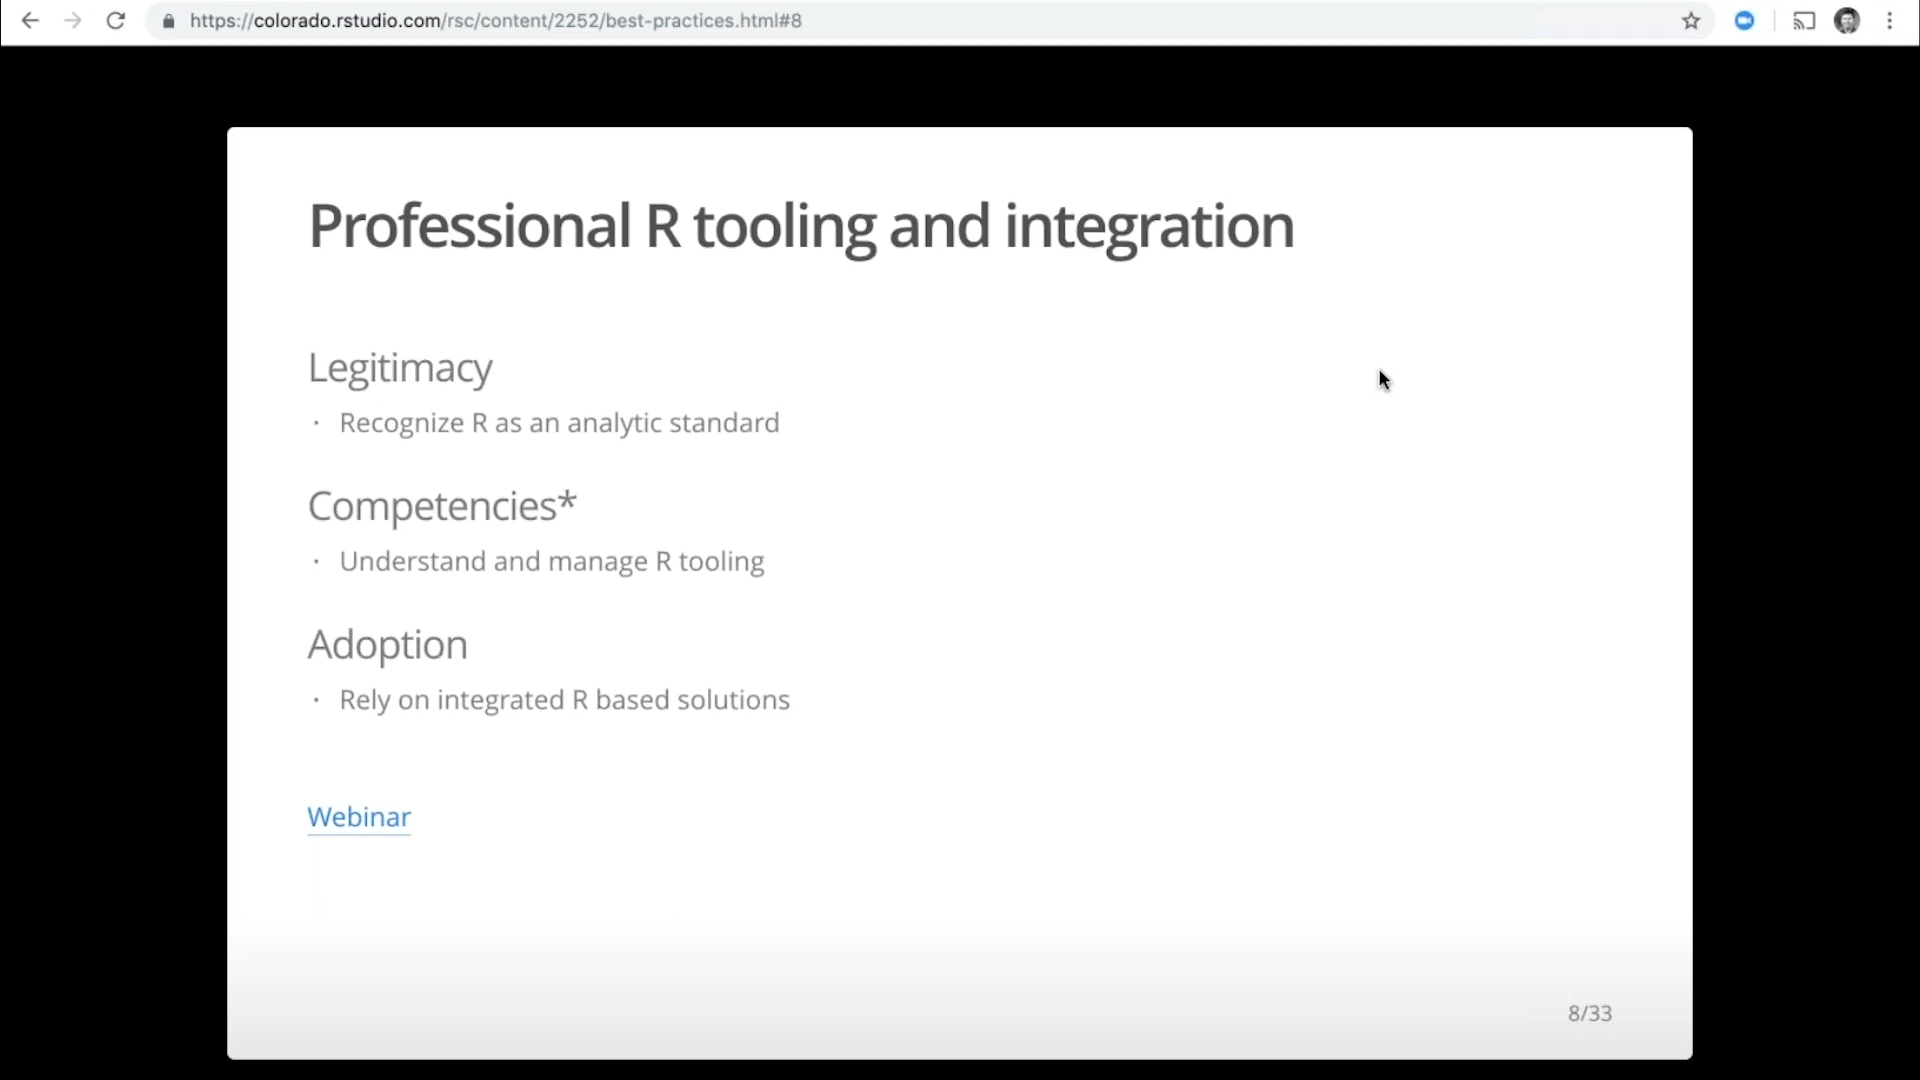 https://colorado.rstudio.com/rsc/content/2252/best-practices.html#8
Professional R tooling and integration
Legitimacy
· Recognize R as an analytic standard
Competencies*
· Understand and manage R tooling
Adoption
· Rely on integrated R based solutions
Webinar
8/33